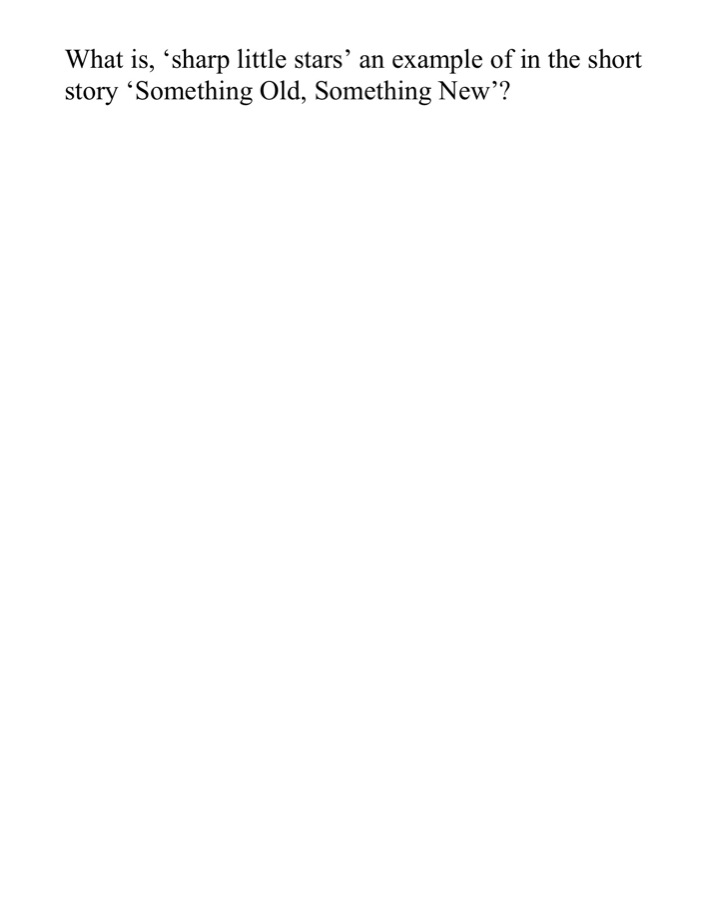 What is, ‘sharp little stars’ an example of in the short
story ‘Something Old, Something New’?